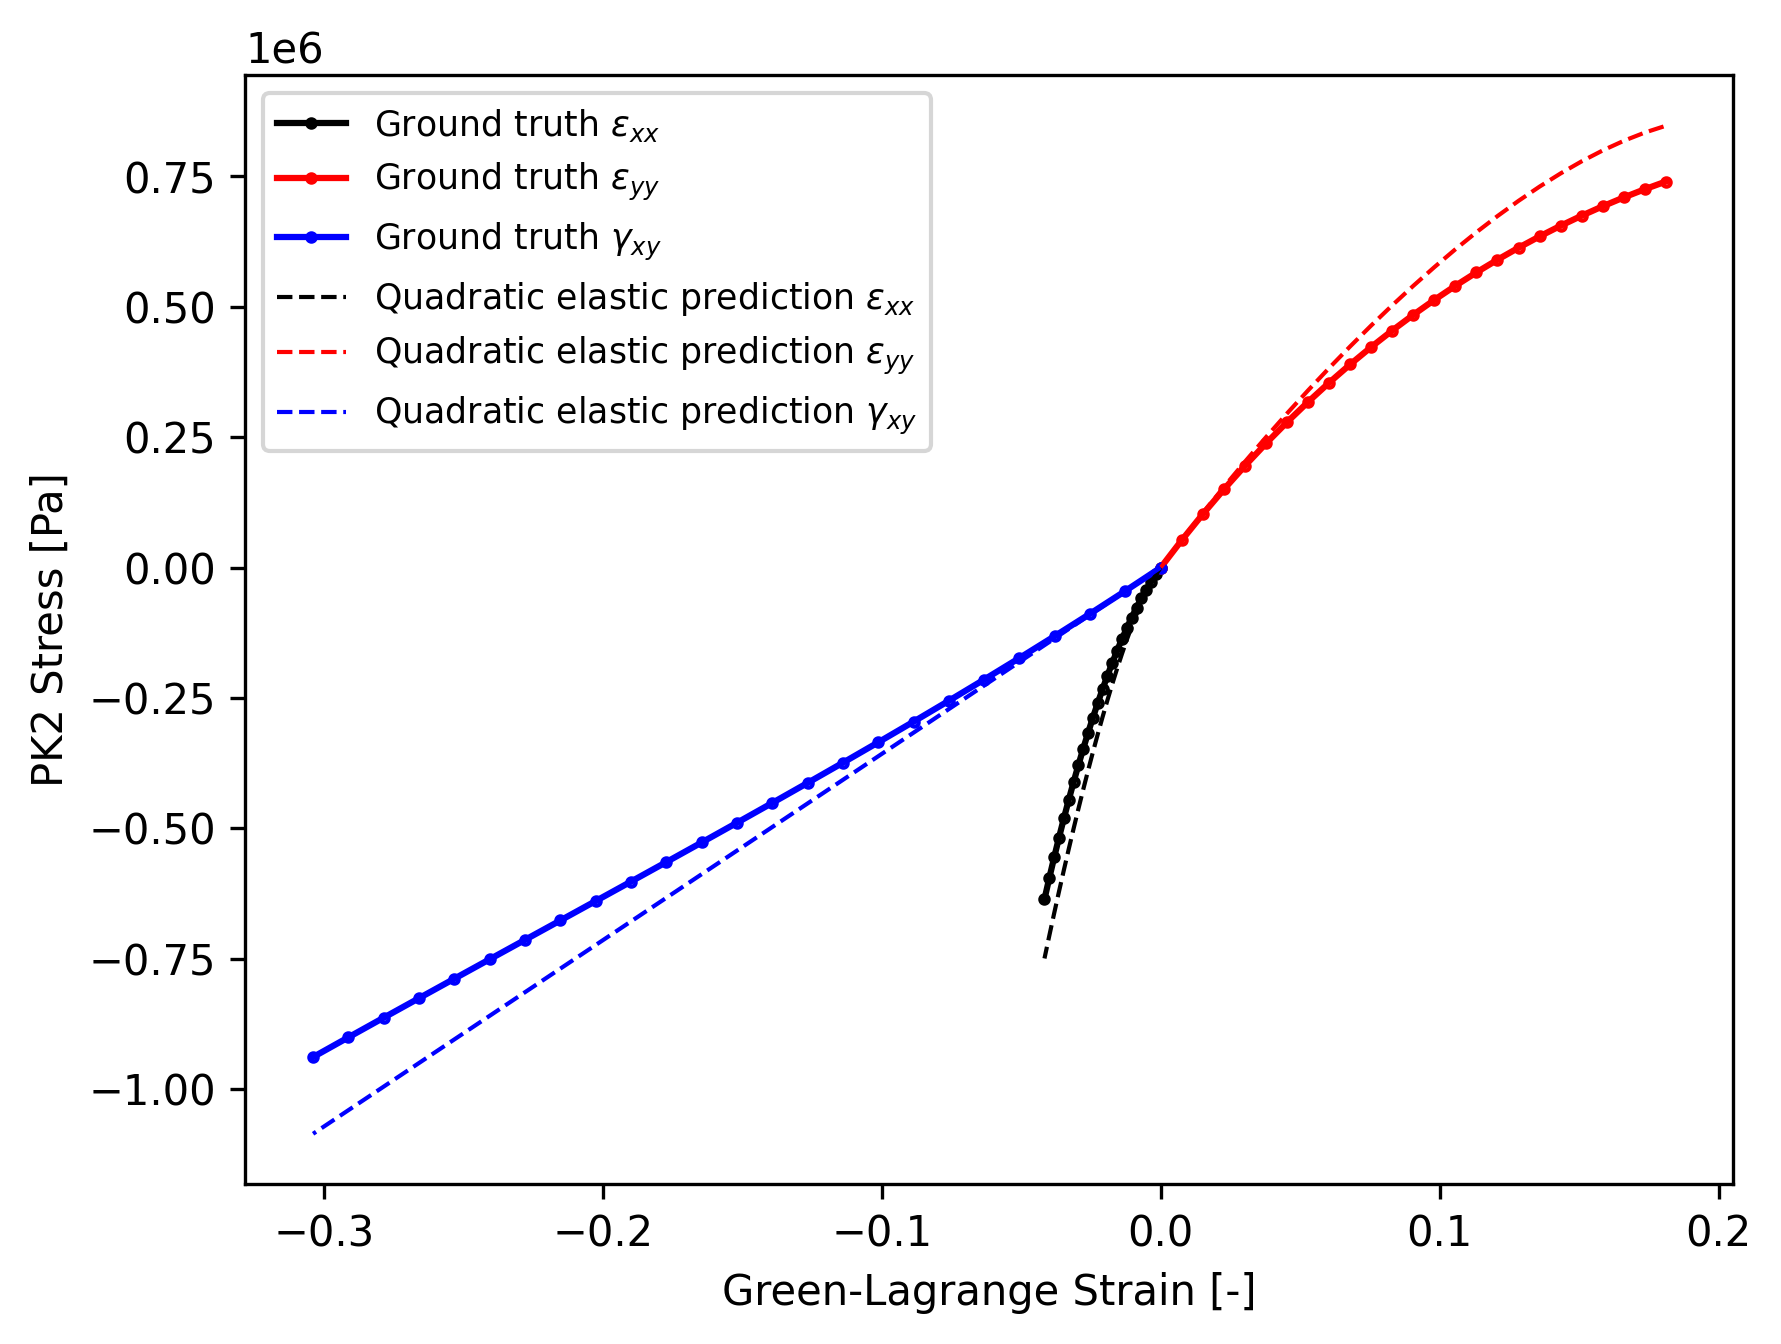 1e6
Ground truth εxx
Ground truth εyy
Ground truth γxy
Quadratic elastic prediction εxx
Quadratic elastic prediction εyy
Quadratic elastic prediction γxy
0.75
0.50
0.25
0.00
−0.25
−0.50
−0.75
−1.00
PK2 Stress [Pa]
−0.3 −0.2 −0.1 0.0 0.1 0.2
Green-Lagrange Strain [-]